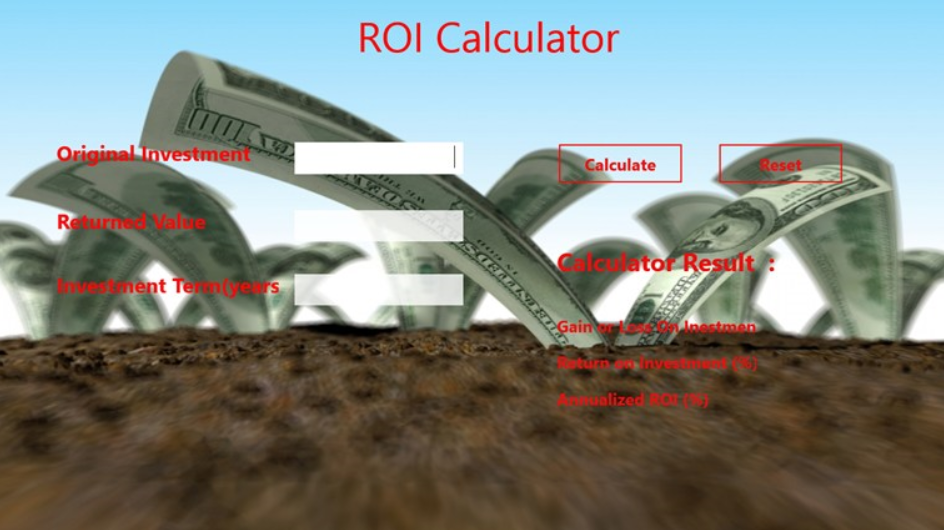 ROI Calculator
Original Investment
Returned Value
Investment Term(years
Calculate
Reset
Calculator Result :
Gain or Loss On Inestmen
Return on Investment (%)
Annualized ROI (%)